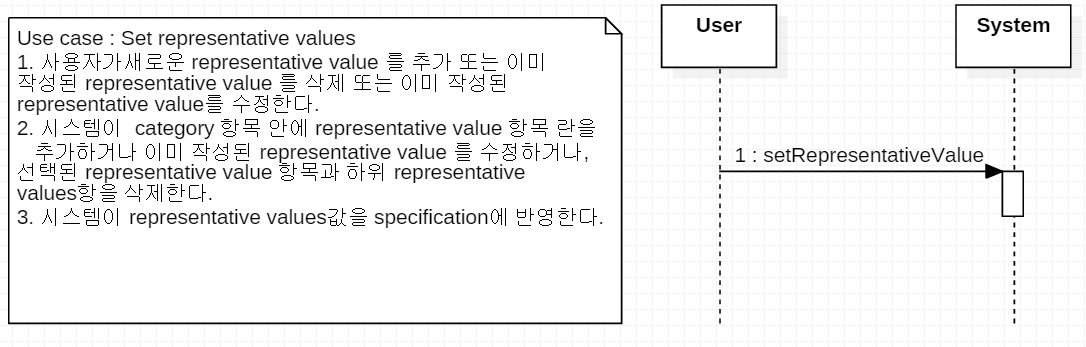 Use case : Set representative values
1. 사용자가새로운 representative value 를 추가 또는 이미
작성된 representative value 를 삭제 또는 이미 작성된
representative value를 수정한다.
2. 시스템이 category 항목 안에 representative value 항목 란을
추가하거나 이미 작성된 representative value 를 수정하거나,
선택된 representative value 항목과 하위 representative
values항을 삭제한다.
3. 시스템이 representative values값을 specification에 반영한다.
User
System
1 : setRepresentativeValue